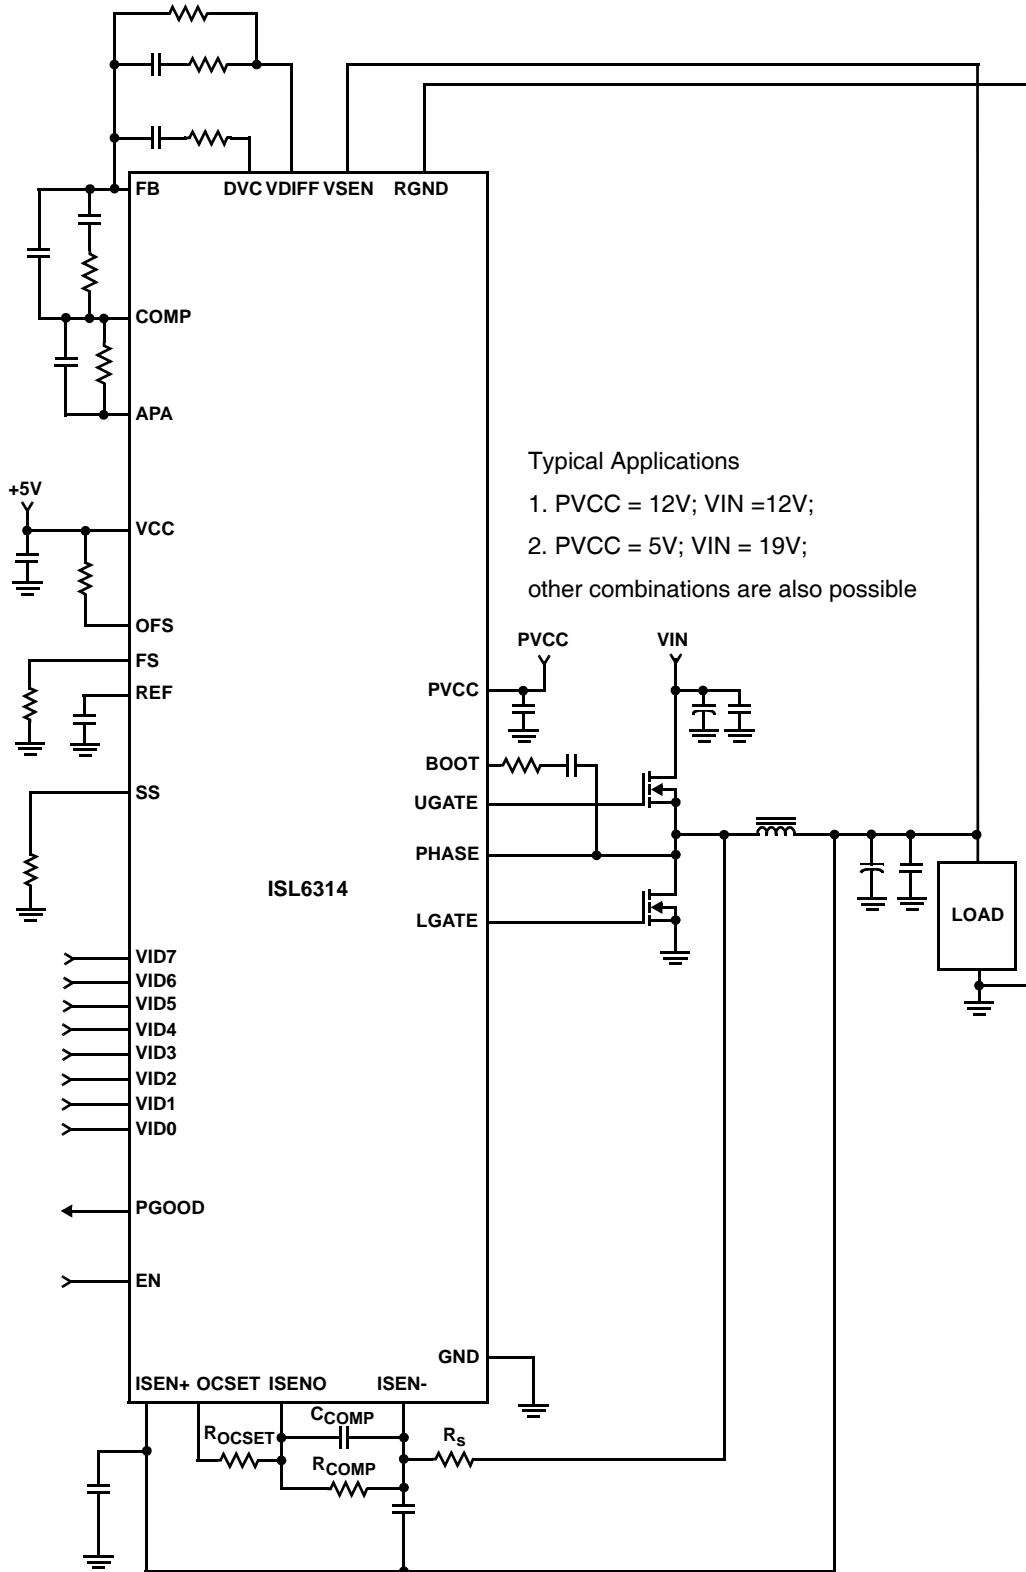 FB
DVC VDIFF VSEN RGND
COMP
APA
Typical Applications
1. PVCC = 12V; VIN =12V;
2. PVCC = 5V; VIN = 19V;
other combinations are also possible
+5V
VCC
OFS
FS
REF
PVCC
VIN
PVCC
BOOT
UGATE
PHASE
LGATE
SS
ISL6314
LOAD
VID7
VID6
VID5
VID4
VID3
VID2
VID1
VID0
PGOOD
EN
GND
ISEN+ OCSET ISENO ISEN-
CCOMP
ROCSET
RCOMP
Rs